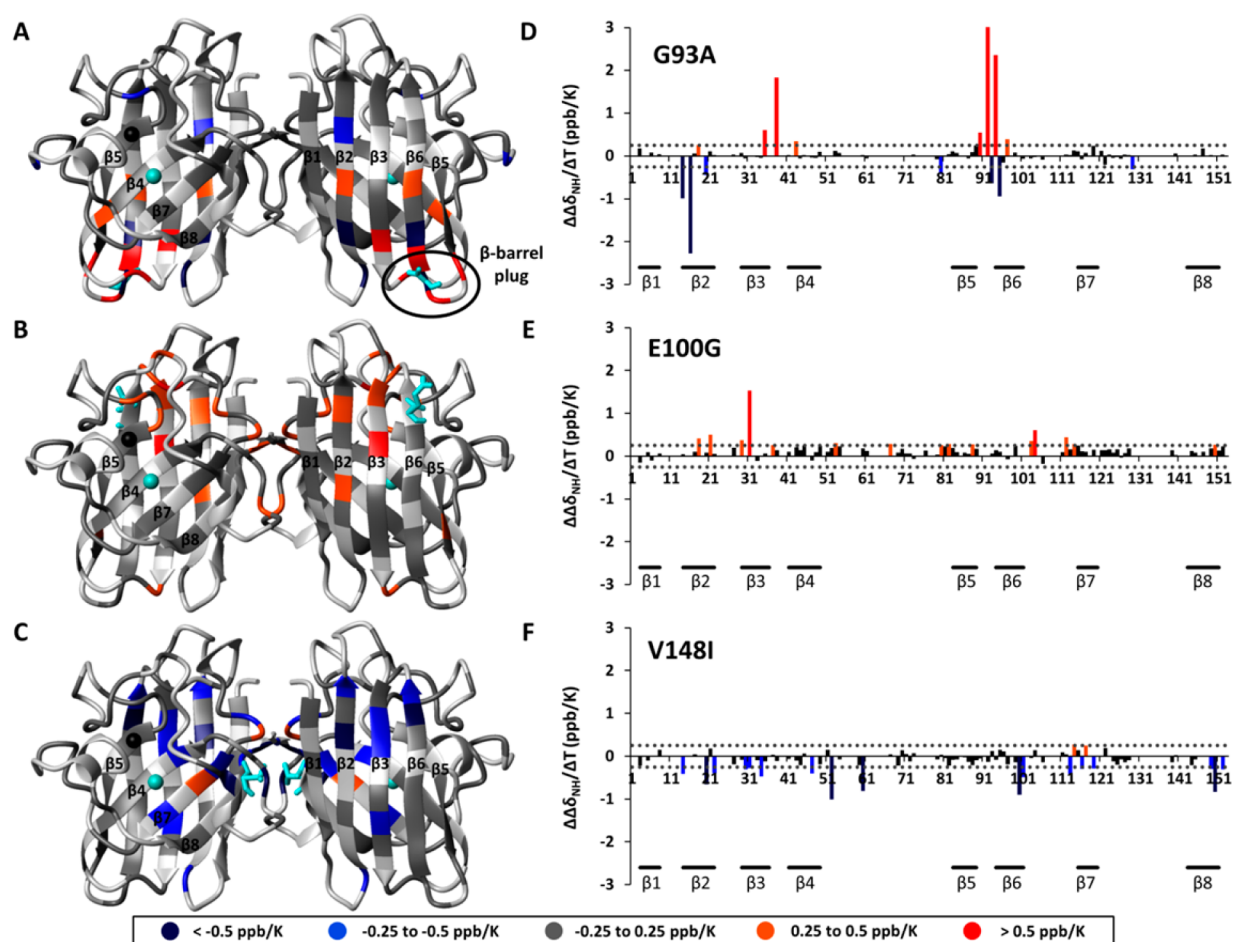 A
β5
β4
β7
β8
β1
β2
β3
β6
β5
β-barrel
plug
D
G93A
ΔΔδNH/ΔT (ppb/K)
3
2
1
0
-1
-2
-3
1 11 21 31 41 51 61 71 81 91 101 111 121 131 141 151
β1 β2 β3 β4 β5 β6 β7 β8
B
β5
β4
β7
β8
β1
β2
β3
β6
β5
E
E100G
ΔΔδNH/ΔT (ppb/K)
3
2
1
0
-1
-2
-3
1 11 21 31 41 51 61 71 81 91 101 111 121 131 141 151
β1 β2 β3 β4 β5 β6 β7 β8
C
β5
β4
β7
β8
β1
β2
β3
β6
β5
F
V148I
ΔΔδNH/ΔT (ppb/K)
3
2
1
0
-1
-2
-3
1 11 21 31 41 51 61 71 81 91 101 111 121 131 141 151
β1 β2 β3 β4 β5 β6 β7 β8
< -0.5 ppb/K -0.25 to -0.5 ppb/K -0.25 to 0.25 ppb/K 0.25 to 0.5 ppb/K > 0.5 ppb/K